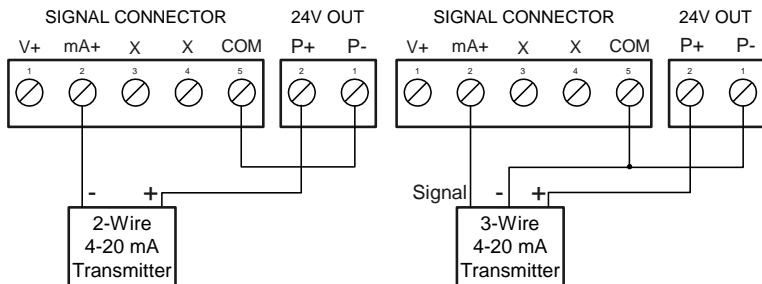 SIGNAL CONNECTOR 24V OUT
V+ mA+ X X COM P+ P-
1 2 3 4 5 2 1
- +
2-Wire
4-20 mA
Transmitter
SIGNAL CONNECTOR 24V OUT
V+ mA+ X X COM P+ P-
1 2 3 4 5 2 1
Signal - +
3-Wire
4-20 mA
Transmitter